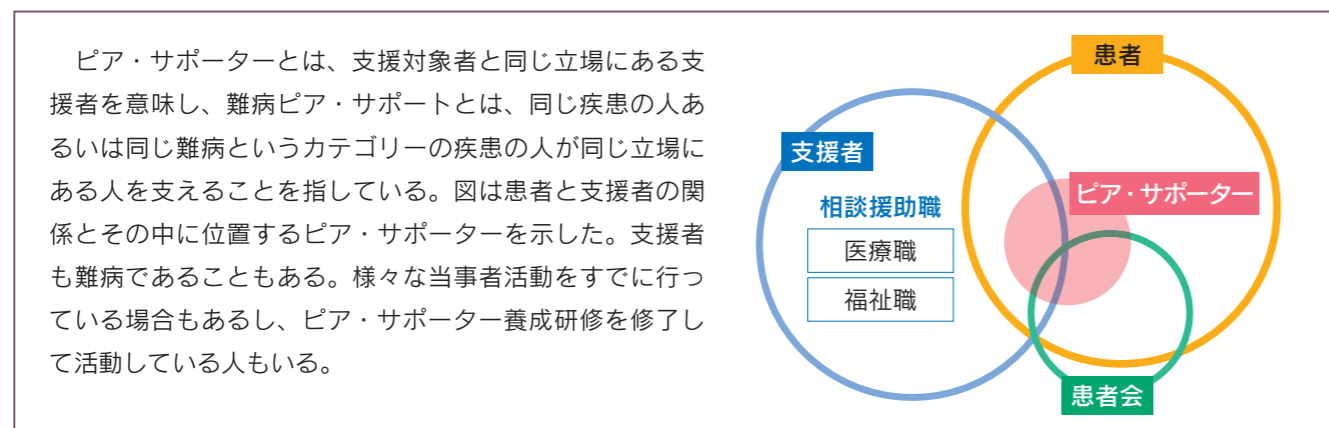 ピア・サポーターとは、支援対象者と同じ立場にある支
援者を意味し、難病ピア・サポートとは、同じ疾患の人あ
るいは同じ難病というカテゴリーの疾患の人が同じ立場に
ある人を支えることを指している。図は患者と支援者の関
係とその中に位置するピア・サポーターを示した。支援者
も難病であることもある。様々な当事者活動をすでに行っ
ている場合もあるし、ピア・サポーター養成研修を修了し
て活動している人もいる。
患者
支援者
ピア・サポーター
相談援助職
医療職
福祉職
患者会